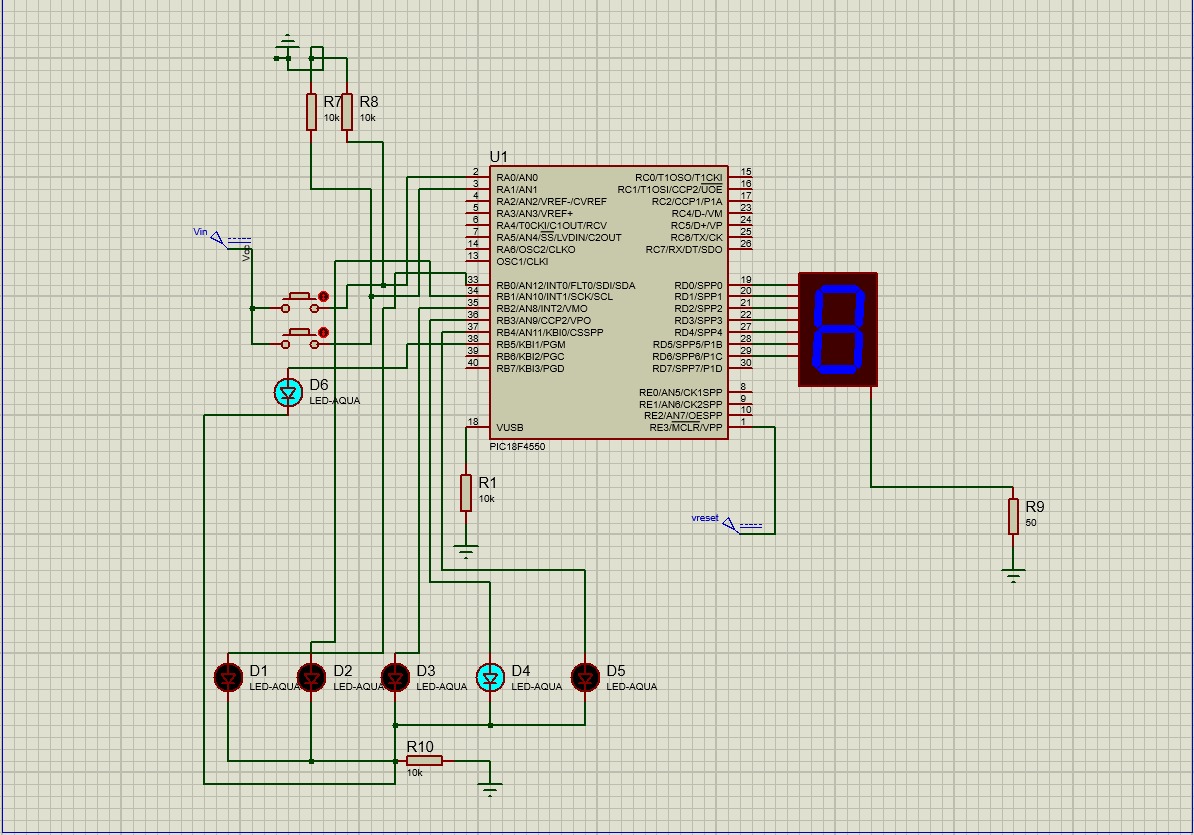 R7
10k
R8
10k
U1
2
3
4
5
6
7
14
13
33
34
35
36
37
38
39
40
18
RA0/AN0
RA1/AN1
RA2/AN2/VREF-/CVREF
RA3/AN3/VREF+
RA4/T0CKI/C1OUT/RCV
RA5/AN4/SS/LVDIN/C2OUT
RA6/OSC2/CLKO
OSC1/CLKI
RB0/AN12/INT0/FLT0/SDI/SDA
RB1/AN10/INT1/SCK/SCL
RB2/AN8/INT2/VMO
RB3/AN9/CCP2/VPO
RB4/AN11/KBI0/CSSPP
RB5/KBI1/PGM
RB6/KBI2/PGC
RB7/KBI3/PGD
VUSB
RC0/T1OSO/T1CKI
RC1/T1OSI/CCP2/UOE
RC2/CCP1/P1A
RC4/D-/VM
RC5/D+/VP
RC6/TX/CK
RC7/RX/DT/SDO
RD0/SPP0
RD1/SPP1
RD2/SPP2
RD3/SPP3
RD4/SPP4
RD5/SPP5/P1B
RD6/SPP6/P1C
RD7/SPP7/P1D
RE0/AN5/CK1SPP
RE1/AN6/CK2SPP
RE2/AN7/OESPP
RE3/MCLR/VPP
15
16
17
23
24
25
26
19
20
21
22
27
28
29
30
8
9
10
1
PIC18F4550
Vin
8
D6
LED-AQUA
R1
10k
vreset
R9
50
D1
LED-AQUA
D2
LED-AQUA
D3
LED-AQUA
D4
LED-AQUA
D5
LED-AQUA
R10
10k